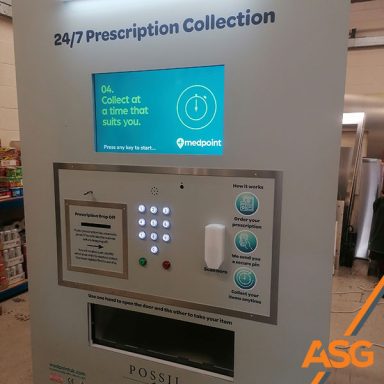 24/7 Prescription Collection
04.
Collect at
a time that
suits you.
Press any key to start...
medpoint
How it works
Order your
prescription
We send you
a secure pin
Collect your
items anytime
Prescription Drop Off
Use one hand to open the door and the other to take your item
POSSIL
ASG